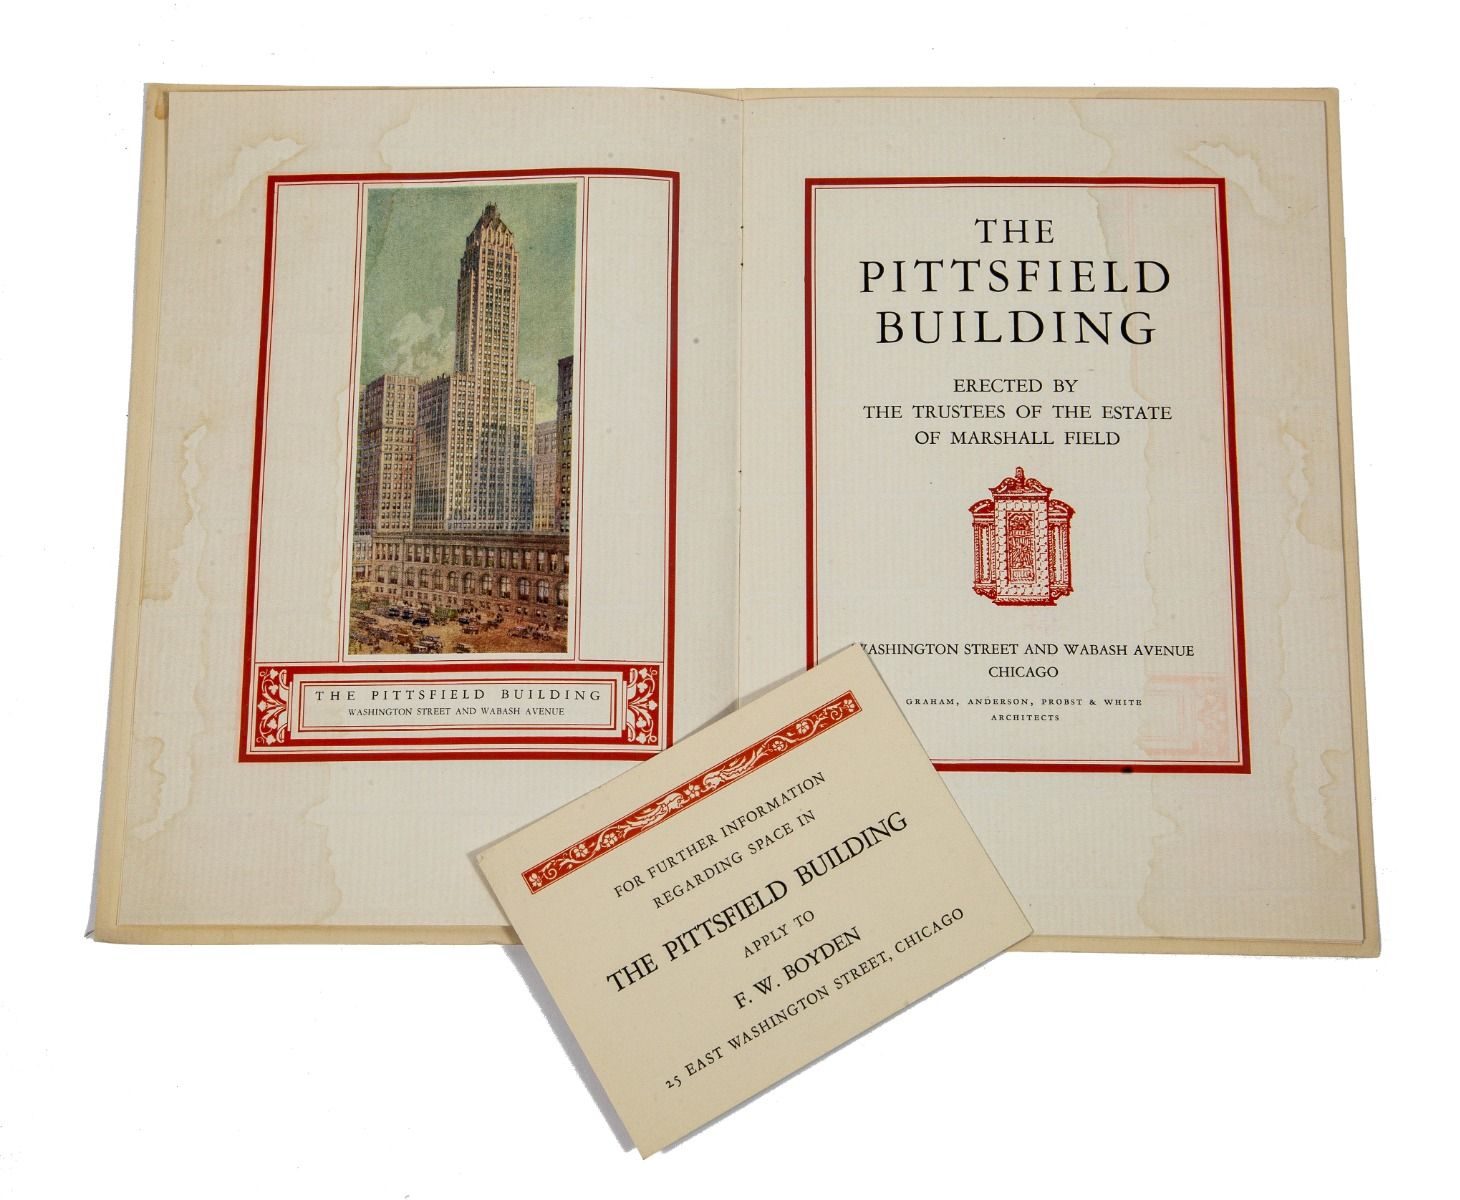 THE PITTSFIELD BUILDING
WASHINGTON STREET AND WABASH AVENUE
THE
PITTSFIELD
BUILDING
ERECTED BY
THE TRUSTEES OF THE ESTATE
OF MARSHALL FIELD
WASHINGTON STREET AND WABASH AVENUE
CHICAGO
GRAHAM, ANDERSON, PROBST & WHITE
ARCHITECTS
FOR FURTHER INFORMATION
REGARDING SPACE IN
THE PITTSFIELD BUILDING
APPLY TO
F. W. BOYDEN
25 EAST WASHINGTON STREET, CHICAGO